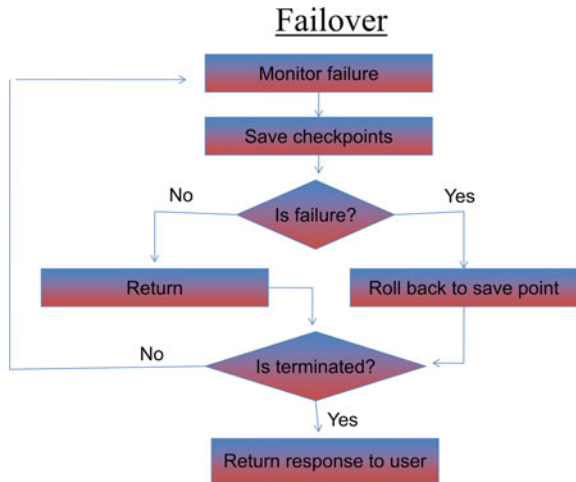 Failover
Monitor failure
Save checkpoints
No
Yes
Is failure?
Return
Roll back to save point
No
Is terminated?
Yes
Return response to user